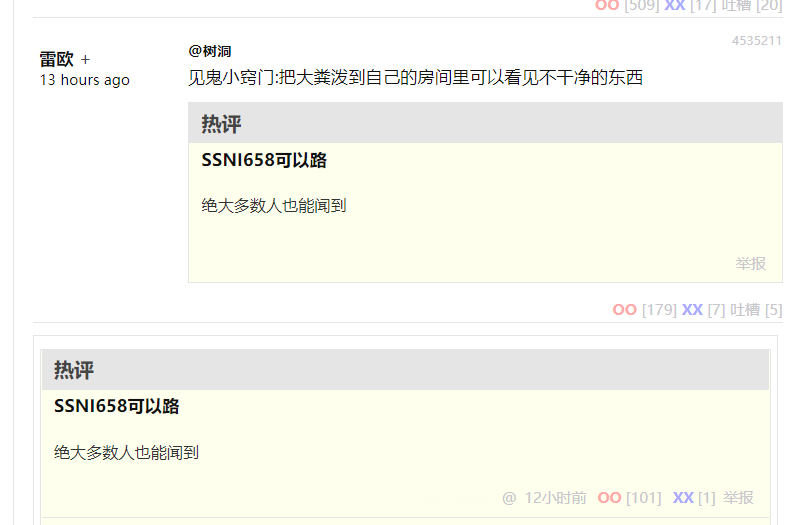 OO [509] XX [17] 吐槽 [20]
4535211
雷欧 +
13 hours ago
@树洞
见鬼小窍门:把大粪泼到自己的房间里可以看见不干净的东西
热评
SSNI658可以路
绝大多数人也能闻到
举报
OO [179] XX [7] 吐槽 [5]
热评
SSNI658可以路
绝大多数人也能闻到
@ 12小时前 OO [101] XX [1] 举报